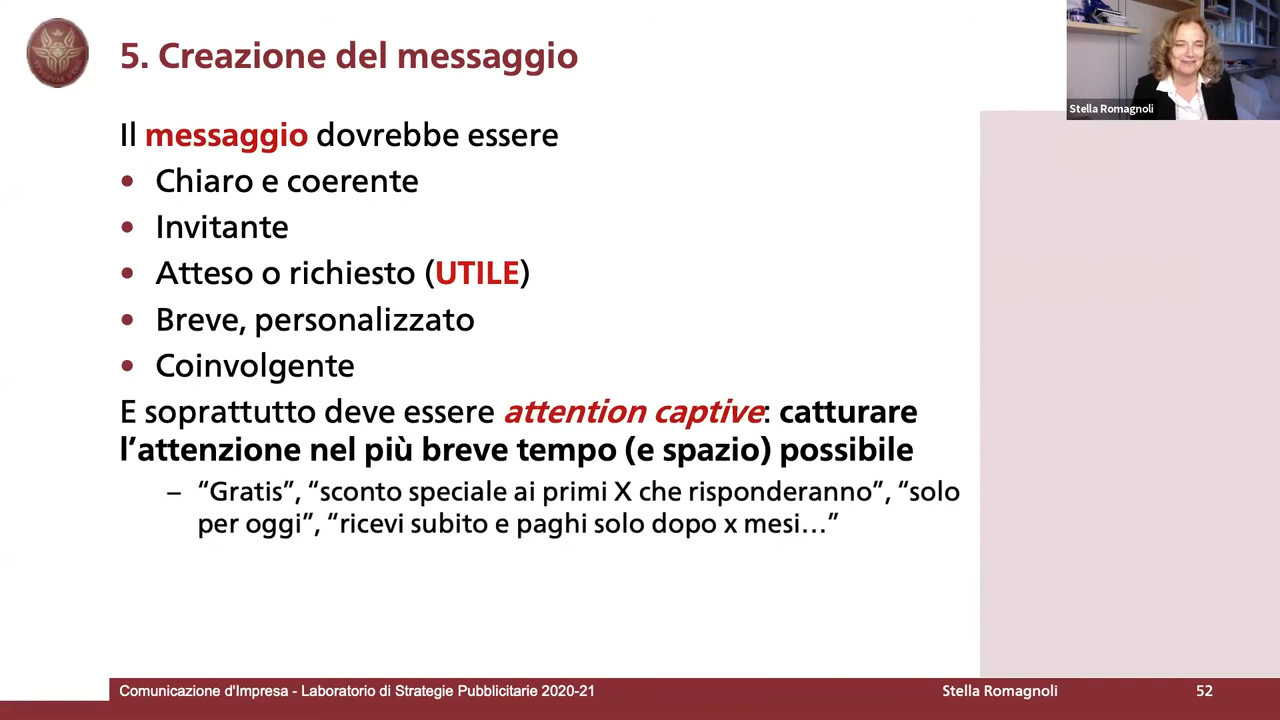 5. Creazione del messaggio
Stella Romagnoli
Il messaggio dovrebbe essere
• Chiaro e coerente
• Invitante
• Atteso o richiesto (UTILE)
• Breve, personalizzato
• Coinvolgente
E soprattutto deve essere attention captive: catturare
l’attenzione nel più breve tempo (e spazio) possibile
– “Gratis”, “sconto speciale ai primi X che risponderanno”, “solo
per oggi”, “ricevi subito e paghi solo dopo x mesi…”
Comunicazione d'Impresa - Laboratorio di Strategie Pubblicitarie 2020-21
Stella Romagnoli
52